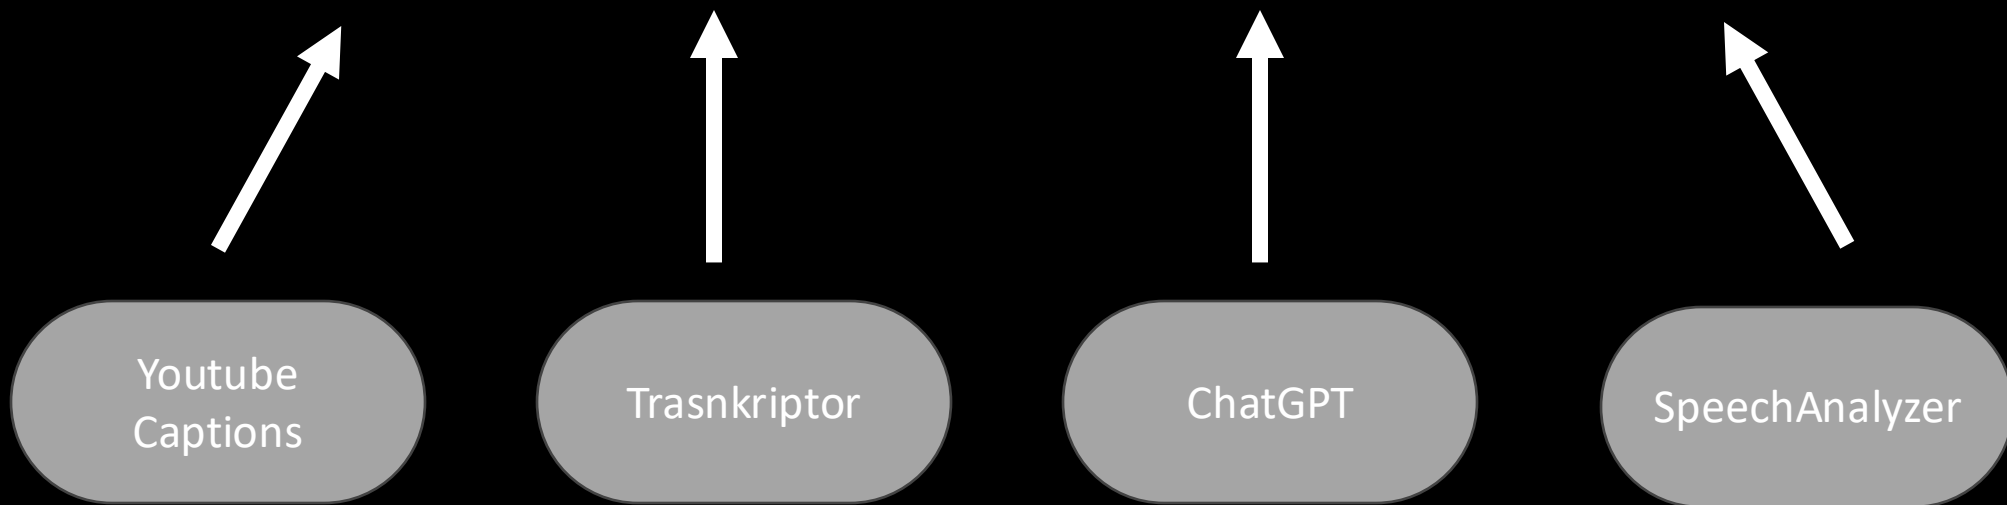 Youtube
Captions
Trasnkriptor
ChatGPT
SpeechAnalyzer